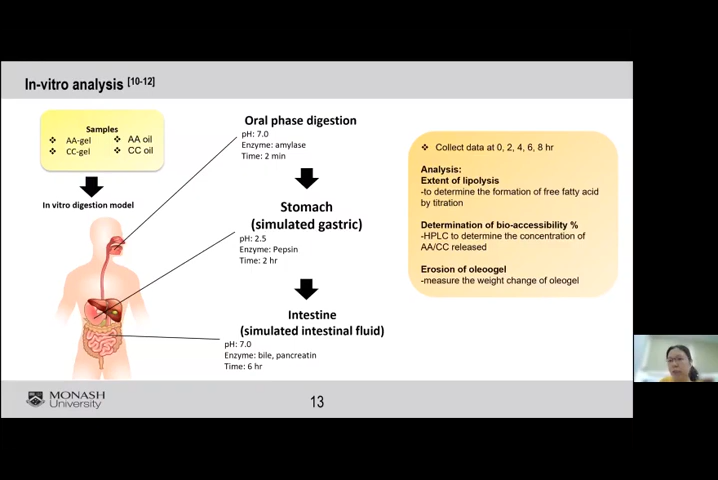 In-vitro analysis [10-12]
Samples
❖ AA-gel ❖ AA oil
❖ CC-gel ❖ CC oil
In vitro digestion model
Oral phase digestion
pH: 7.0
Enzyme: amylase
Time: 2 min
Stomach
(simulated gastric)
pH: 2.5
Enzyme: Pepsin
Time: 2 hr
Intestine
(simulated intestinal fluid)
pH: 7.0
Enzyme: bile, pancreatin
Time: 6 hr
❖ Collect data at 0, 2, 4, 6, 8 hr
Analysis:
Extent of lipolysis
-to determine the formation of free fatty acid
by titration
Determination of bio-accessibility %
-HPLC to determine the concentration of
AA/CC released
Erosion of oleoogel
-measure the weight change of oleogel
MONASH
University
13